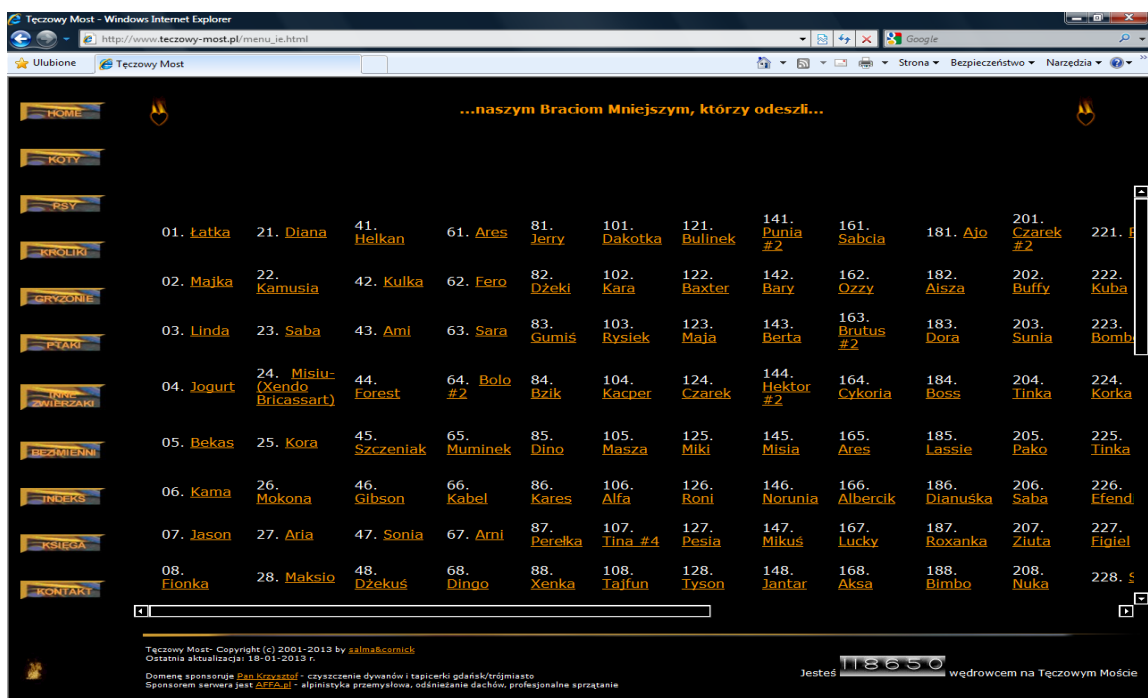 Tęczowy Most - Windows Internet Explorer
http://www.teczowy-most.pl/menu_ie.html
Google
Ulubione
Tęczowy Most
Strona
Bezpieczeństwo
Narzędzia
HOME
KOTY
PSY
KRÓLIKI
GRYZONIE
PTAKI
INNE
ZWIERZAKI
BEZIMIENNI
INDEKS
KSIĘGA
KONTAKT
...naszym Braciom Mniejszym, którzy odeszli...
01. Łatka
21. Diana
41.
Helkan
61. Ares
81.
Jerry
101.
Dakotka
121.
Bulinek
141.
Punia
#2
161.
Sabcia
181. Ajo
201.
Czarek
#2
221.
02. Majka
22.
Kamusia
42. Kulka
62. Fero
82.
Dżeki
102.
Kara
122.
Baxter
142.
Bary
162.
Ozzy
182.
Aisza
202.
Buffy
222.
Kuba
03. Linda
23. Saba
43. Ami
63. Sara
83.
Gumiś
103.
Rysiek
123.
Maja
143.
Berta
163.
Brutus
#2
183.
Dora
203.
Sunia
223.
Bomb
04. Jogurt
24. Misiu-
(Xendo
Bricassart)
44.
Forest
64. Bolo
#2
84.
Bzik
104.
Kacper
124.
Czarek
144.
Hektor
#2
164.
Cykoria
184.
Boss
204.
Tinka
224.
Korka
05. Bekas
25. Kora
45.
Szczeniak
65.
Muminek
85.
Dino
105.
Masza
125.
Miki
145.
Misia
165.
Ares
185.
Lassie
205.
Pako
225.
Tinka
06. Kama
26.
Mokona
46.
Gibson
66.
Kabel
86.
Kares
106.
Alfa
126.
Roni
146.
Norunia
166.
Albercik
186.
Dianuśka
206.
Saba
226.
Efend
07. Jason
27. Aria
47. Sonia
67. Arni
87.
Perełka
107.
Tina #4
127.
Pesia
147.
Mikuś
167.
Lucky
187.
Roxanka
207.
Ziuta
227.
Figiel
08.
Fionka
28. Maksio
48.
Dżekuś
68.
Dingo
88.
Xenka
108.
Tajfun
128.
Tyson
148.
Jantar
168.
Aksa
188.
Bimbo
208.
Nuka
228.
Tęczowy Most- Copyright (c) 2001-2013 by salma&cornick
Ostatnia aktualizacja: 18-01-2013 r.
Domenę sponsoruje Pan Krzysztof - czyszczenie dywanów i tapicerki gdańsk/trójmiasto
Sponsorem serwera jest AFFA.pl - alpinistyka przemysłowa, odśnieżanie dachów, profesjonalne sprzątanie
Jesteś 118650 wędrowcem na Tęczowym Moście